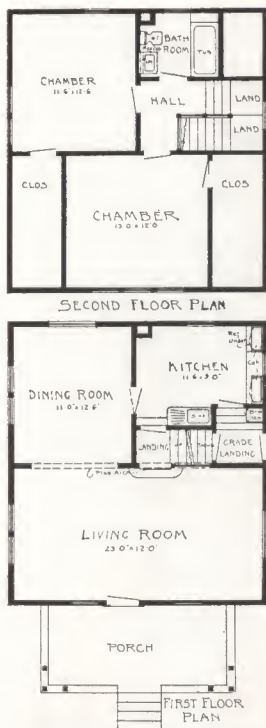 BATH
ROOM
TUB
CHAMBER
11-6 x 12-6
HALL
LAND
LAND
CLOS
CLOS
CHAMBER
13-0 x 12-0
SECOND FLOOR PLAN
KITCHEN
11-6 x 9-0
DINING ROOM
11-0 x 12-6
SINK
LANDING
GRADE
LANDING
LIVING ROOM
23-0 x 12-0
PORCH
FIRST FLOOR
PLAN